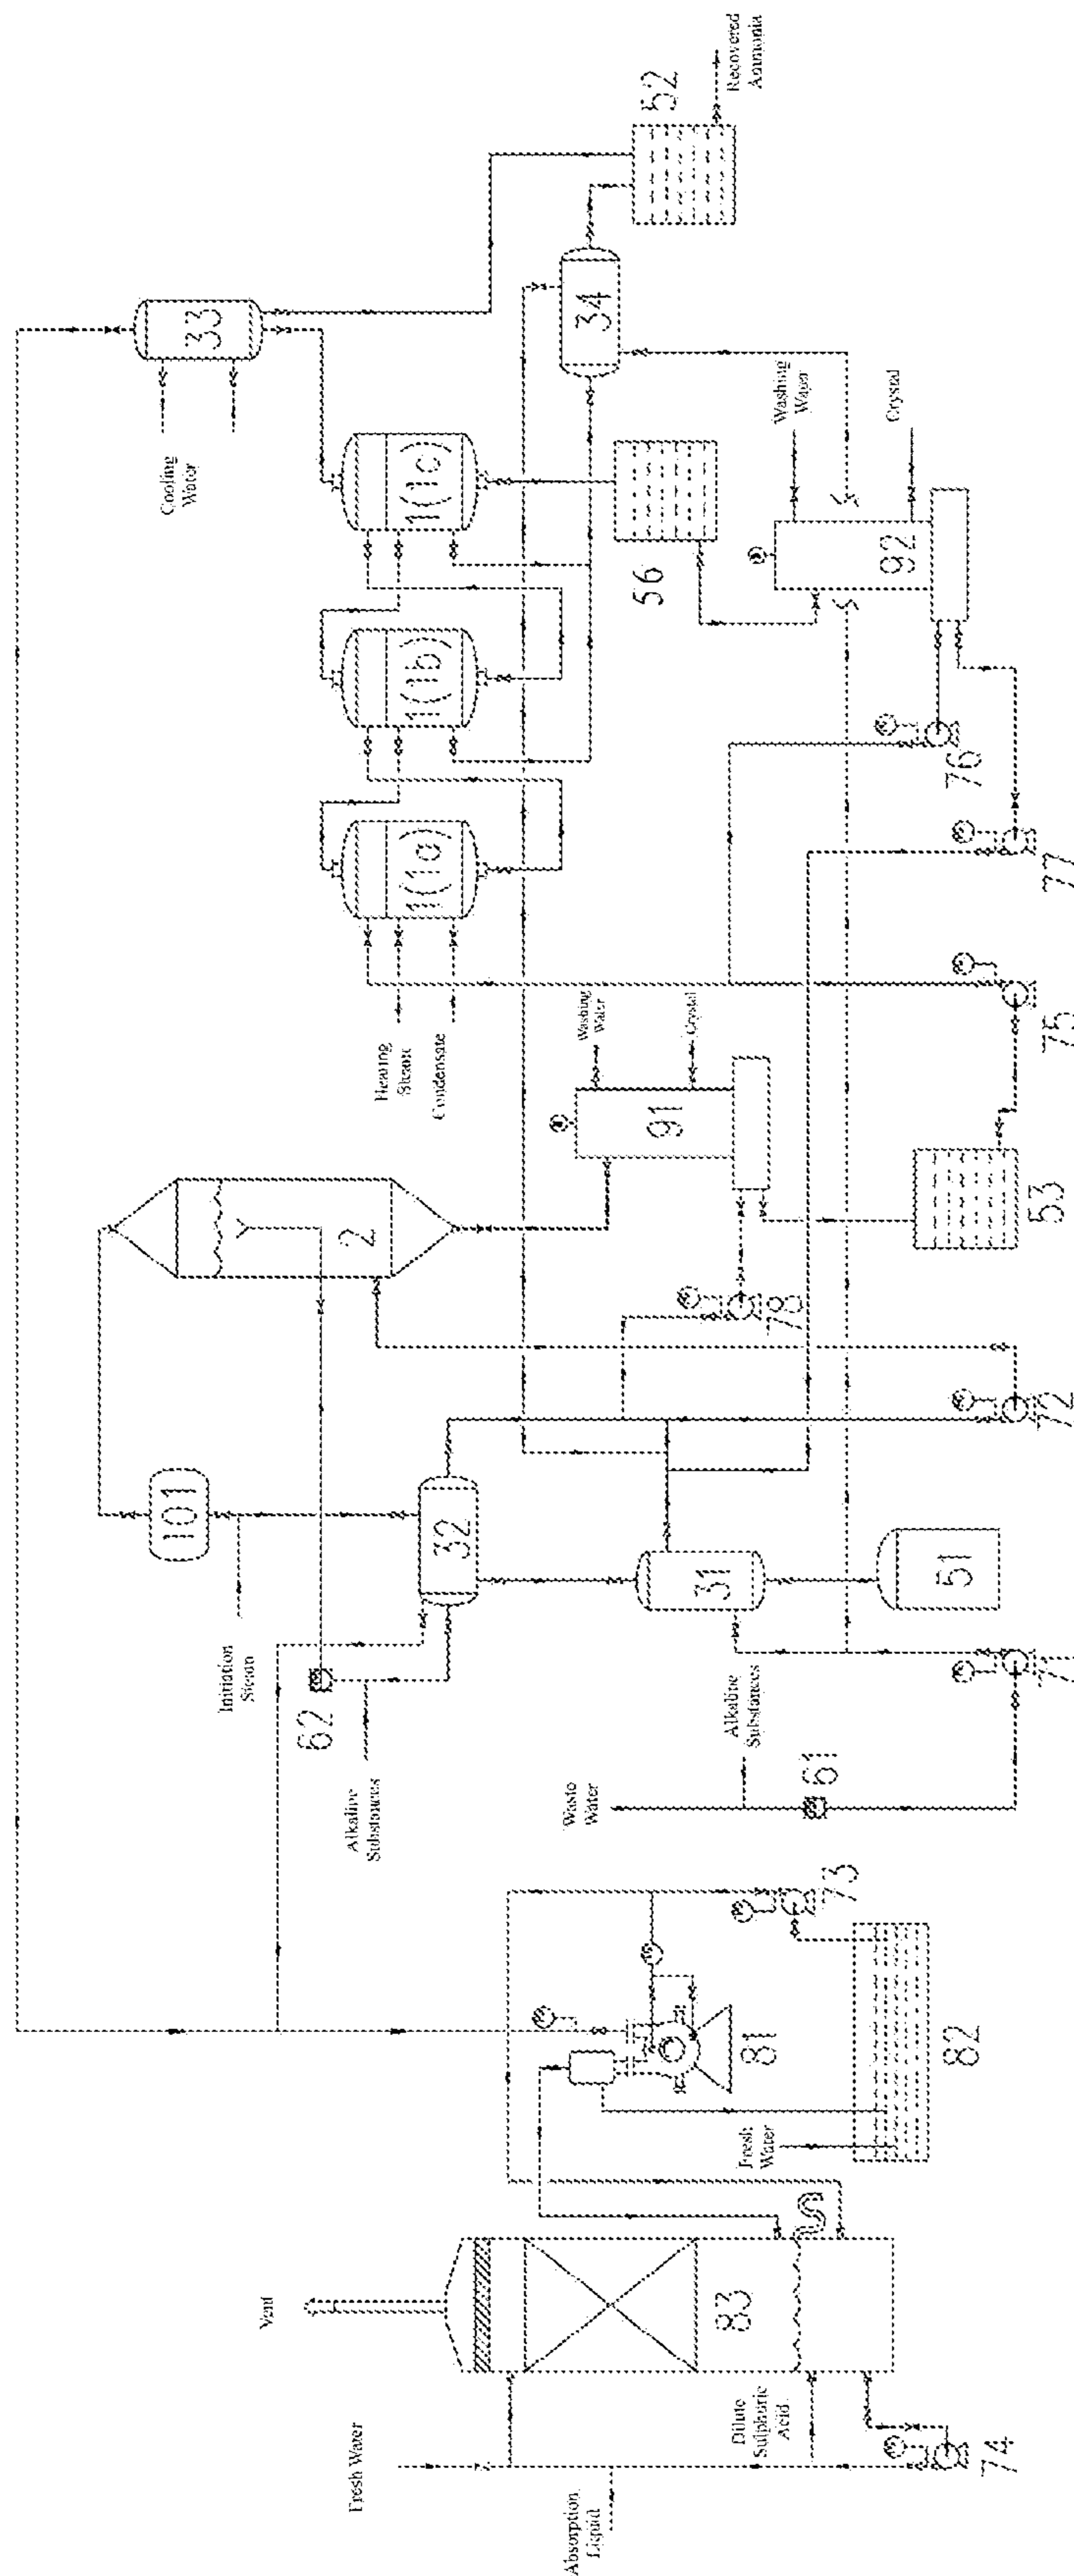 Recovered
Ammonia
52
33
34
Cooling
Water
Washing
Water
Crystal
1(1c)
56
92
1(1b)
76
1(1a)
77
Heating
Steam
Condensate
Washing
Water
Crystal
75
91
53
2
78
72
101
32
31
51
Initiation
Steam
62
Alkaline
Substances
Alkaline
Substances
71
Waste
Water
61
73
81
82
Fresh
Water
Vent
83
Dilute
Sulphuric
Acid
74
Fresh Water
Absorption
Liquid